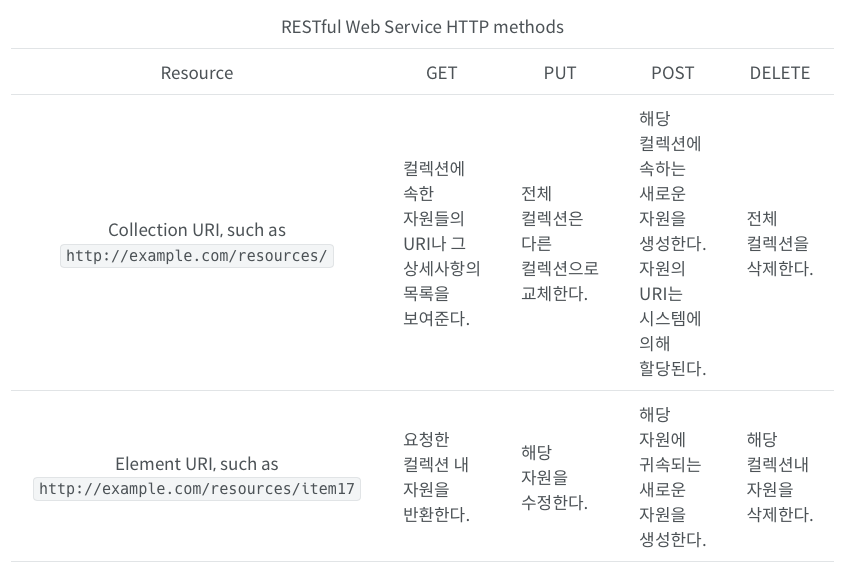 RESTful Web Service HTTP methods
Resource
GET
PUT
POST
DELETE
Collection URI, such as
http://example.com/resources/
컬렉션에
속한
자원들의
URI나 그
상세사항의
목록을
보여준다.
전체
컬렉션은
다른
컬렉션으로
교체한다.
해당
컬렉션에
속하는
새로운
자원을
생성한다.
자원의
URI는
시스템에
의해
할당된다.
전체
컬렉션을
삭제한다.
Element URI, such as
http://example.com/resources/item17
요청한
컬렉션 내
자원을
반환한다.
해당
자원을
수정한다.
해당
자원에
귀속되는
새로운
자원을
생성한다.
해당
컬렉션내
자원을
삭제한다.